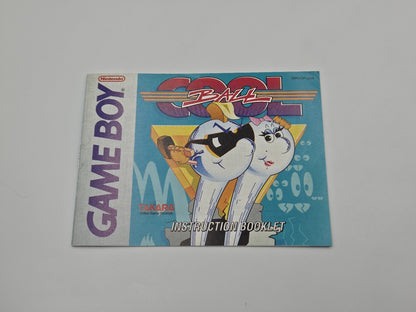 Nintendo
GAME BOY
COOL
BALL
TAKARA
INSTRUCTION BOOKLET